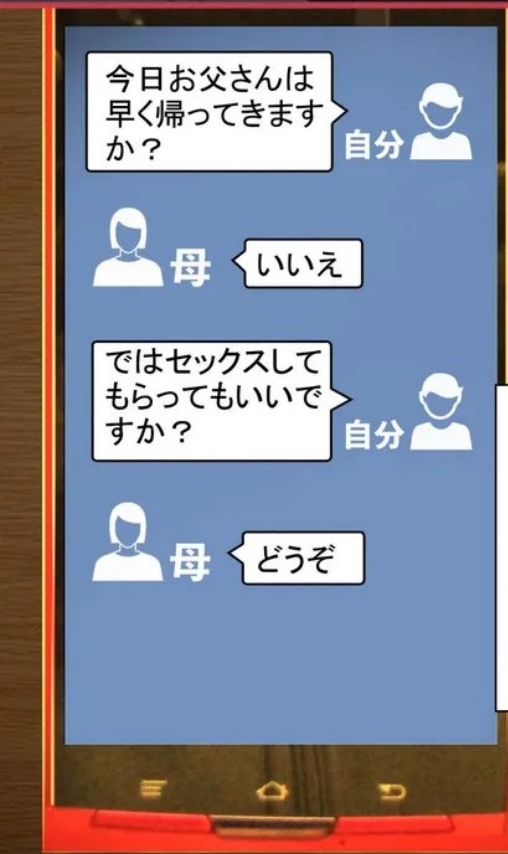 今日お父さんは
早く帰ってきます
か？
自分
母
いいえ
ではセックスして
もらってもいいで
すか？
自分
母
どうぞ